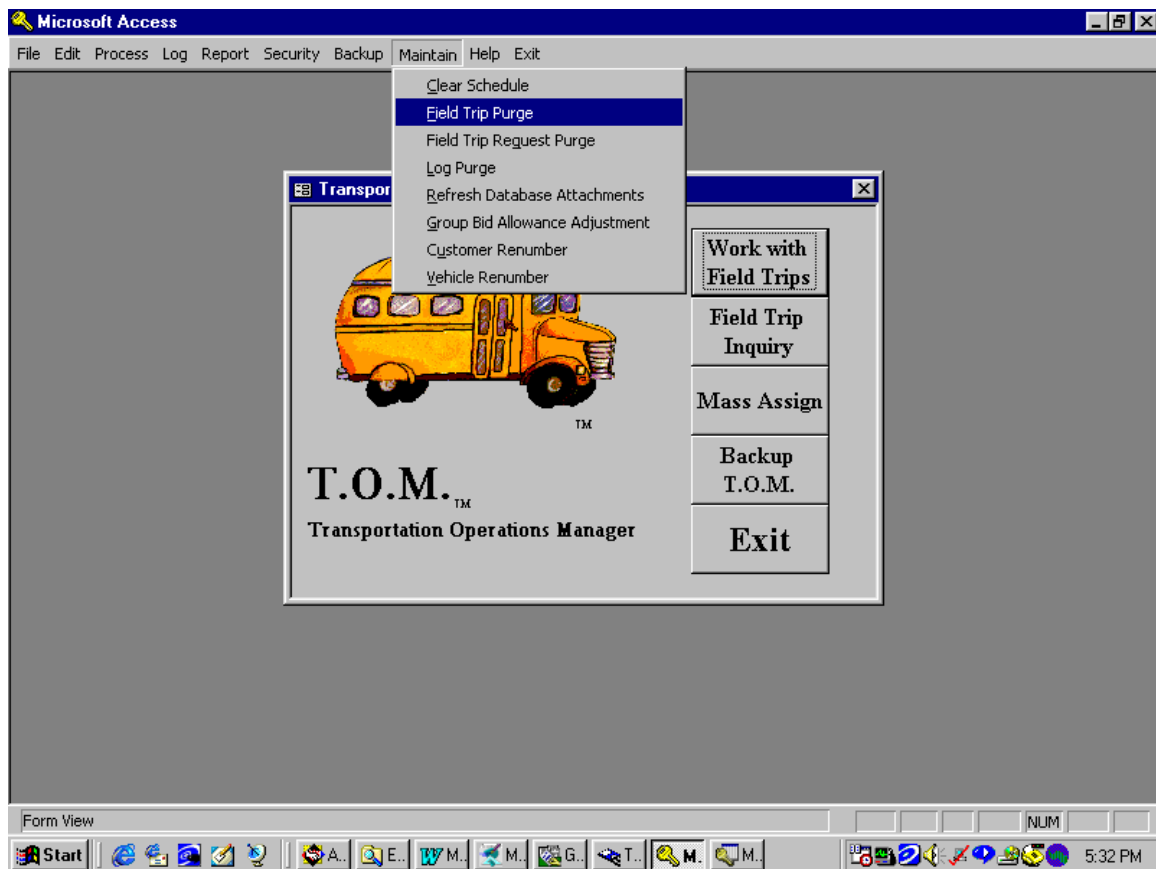 Microsoft Access
File Edit Process Log Report Security Backup Maintain Help Exit
Clear Schedule
Field Trip Purge
Field Trip Request Purge
Log Purge
Refresh Database Attachments
Group Bid Allowance Adjustment
Customer Renumber
Vehicle Renumber
Transpor
Work with
Field Trips
Field Trip
Inquiry
Mass Assign
Backup
T.O.M.
Exit
TM
T.O.M.TM
Transportation Operations Manager
Form View NUM
Start A.. E.. M.. M.. G.. T.. M. M.. 5:32 PM